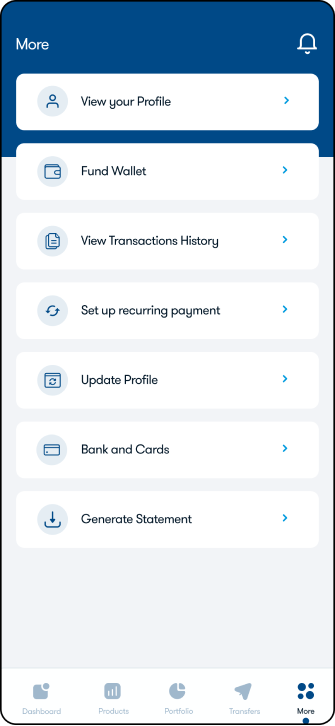 More
View your Profile
Fund Wallet
View Transactions History
Set up recurring payment
Update Profile
Bank and Cards
Generate Statement
Dashboard
Products
Portfolio
Transfers
More